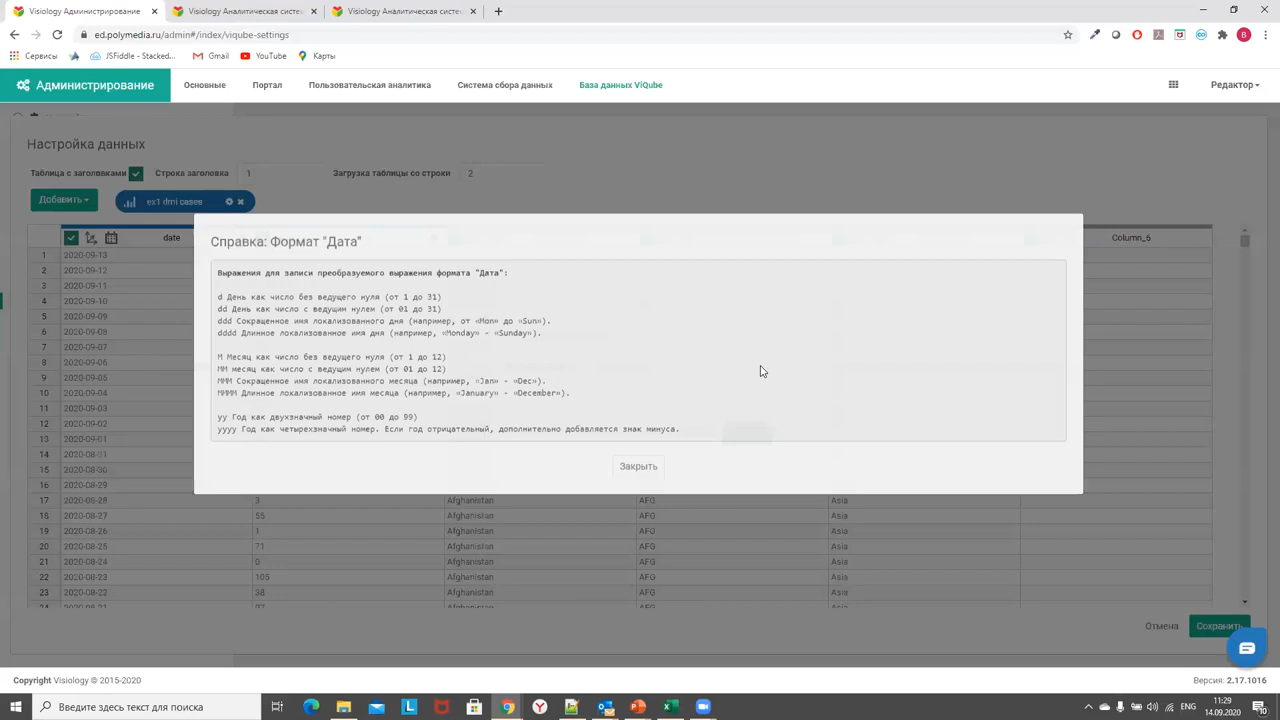 Visiology Администрирование
Visiology Аналитическая систем
Visiology Аналитическая систем
ed.polymedia.ru/admin#/index/viqube-settings
B
Сервисы
JSFiddle - Stacked...
Gmail
YouTube
Карты
Администрирование
Основные
Портал
Пользовательская аналитика
Система сбора данных
База данных ViQube
Редактор
Настройка данных
Таблица с заголовками
Строка заголовка
1
Загрузка таблицы со строки
2
Добавить
ex1 dmi cases
date
Column_6
Справка: Формат "Дата"
Выражения для записи преобразуемого выражения формата "Дата":
d День как число без ведущего нуля (от 1 до 31)
dd День как число с ведущим нулем (от 01 до 31)
ddd Сокращенное имя локализованного дня (например, от «Mon» до «Sun»).
dddd Длинное локализованное имя дня (например, «Monday» - «Sunday»).
M Месяц как число без ведущего нуля (от 1 до 12)
MM месяц как число с ведущим нулем (от 01 до 12)
MMM Сокращенное имя локализованного месяца (например, «Jan» - «Dec»).
MMMM Длинное локализованное имя месяца (например, «January» - «December»).
yy Год как двухзначный номер (от 00 до 99)
yyyy Год как четырехзначный номер. Если год отрицательный, дополнительно добавляется знак минуса.
Закрыть
1 2020-09-13
2 2020-09-12
3 2020-09-11
4 2020-09-10
5 2020-09-09
6 2020-09-08
7 2020-09-07
8 2020-09-06
9 2020-09-05
10 2020-09-04
11 2020-09-03
12 2020-09-02
13 2020-09-01
14 2020-08-31
15 2020-08-30
16 2020-08-29
17 2020-08-28 3 Afghanistan AFG Asia
18 2020-08-27 55 Afghanistan AFG Asia
19 2020-08-26 1 Afghanistan AFG Asia
20 2020-08-25 71 Afghanistan AFG Asia
21 2020-08-24 0 Afghanistan AFG Asia
22 2020-08-23 105 Afghanistan AFG Asia
23 2020-08-22 38 Afghanistan AFG Asia
24 2020-08-21 97 Afghanistan AFG Asia
Отмена
Сохранить
Copyright Visiology © 2015-2020
Версия: 2.17.1016
Введите здесь текст для поиска
ENG
11:29
14.09.2020